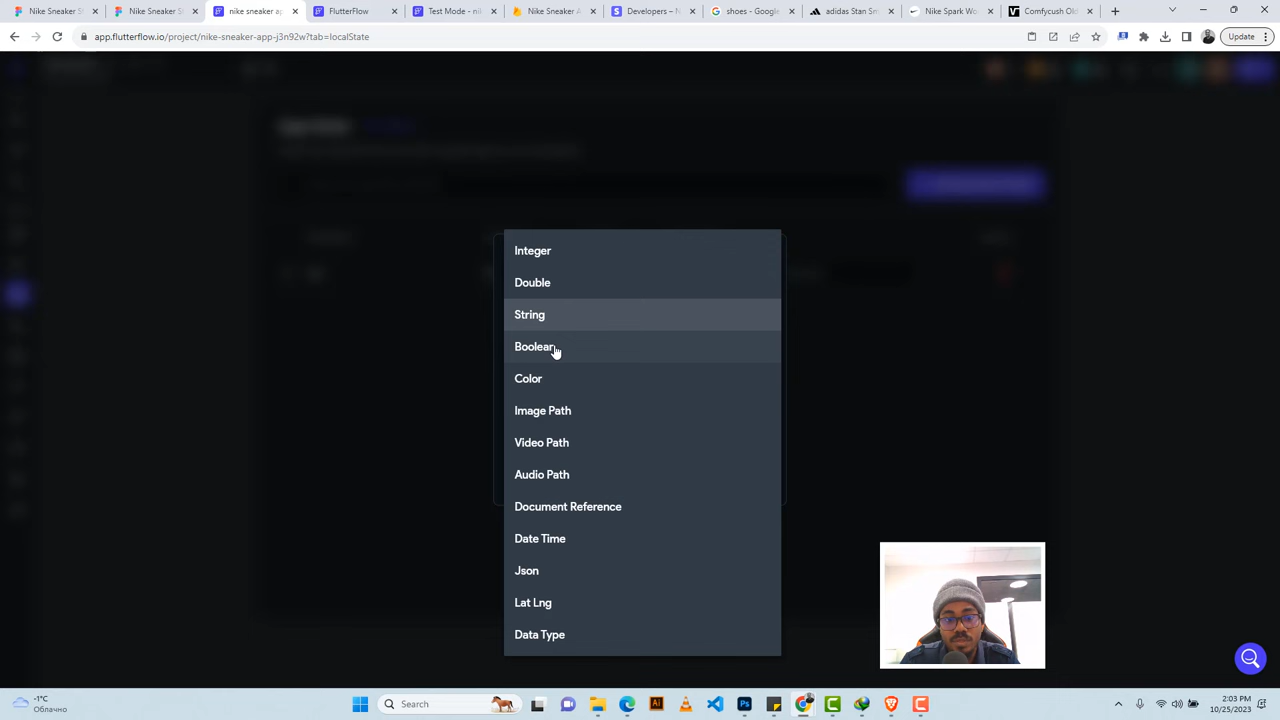 Nike Sneaker S
Nike Sneaker S
nike sneaker a
FlutterFlow
Test Mode - ni
Nike Sneaker A
Developers – N
shoes - Google
adidas Stan Sm
Nike Spark Wo
Comfycush Old
app.flutterflow.io/project/nike-sneaker-app-j3n92w?tab=localState
Update
Integer
Double
String
Boolean
Color
Image Path
Video Path
Audio Path
Document Reference
Date Time
Json
Lat Lng
Data Type
-1°C
Облачно
Search
2:03 PM
10/25/2023